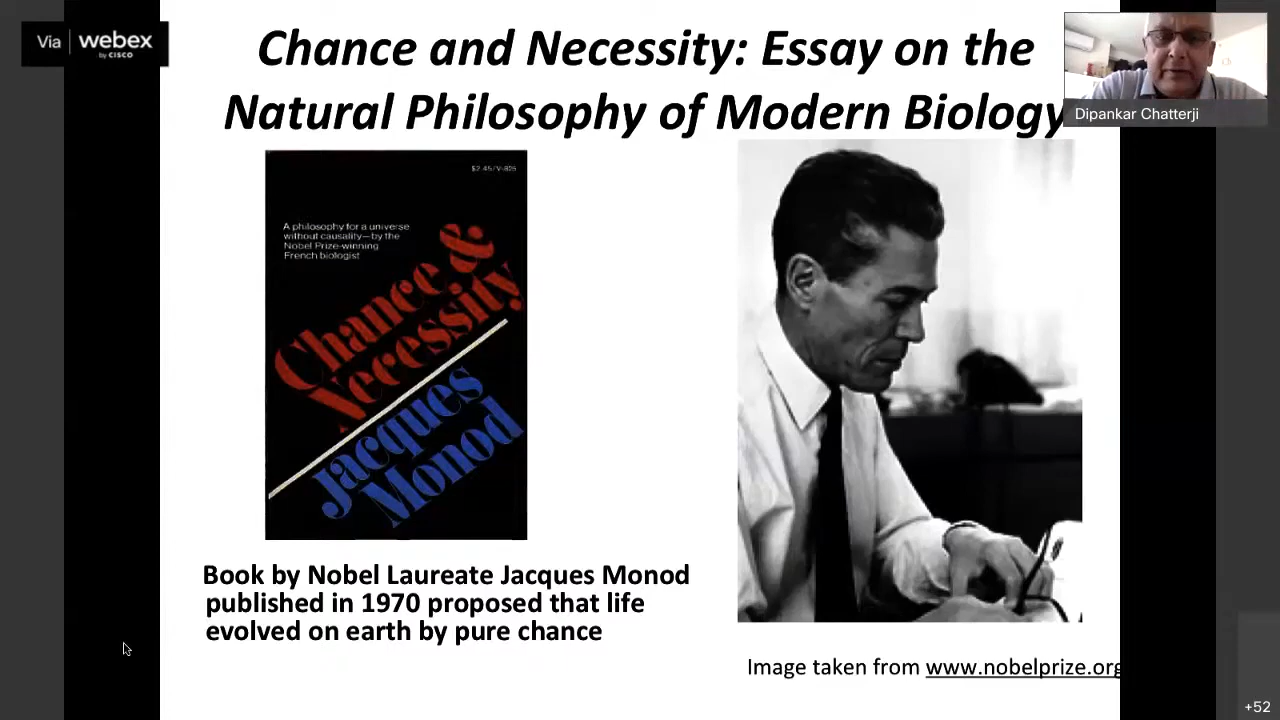 Via webex
by CISCO
Chance and Necessity: Essay on the
Natural Philosophy of Modern Biology
Dipankar Chatterji
$2.45/V-825
A philosophy for a universe
without causality—by the
Nobel Prize-winning
French biologist
Chance &
Necessity
Jacques
Monod
Book by Nobel Laureate Jacques Monod
published in 1970 proposed that life
evolved on earth by pure chance
Image taken from www.nobelprize.org
+52